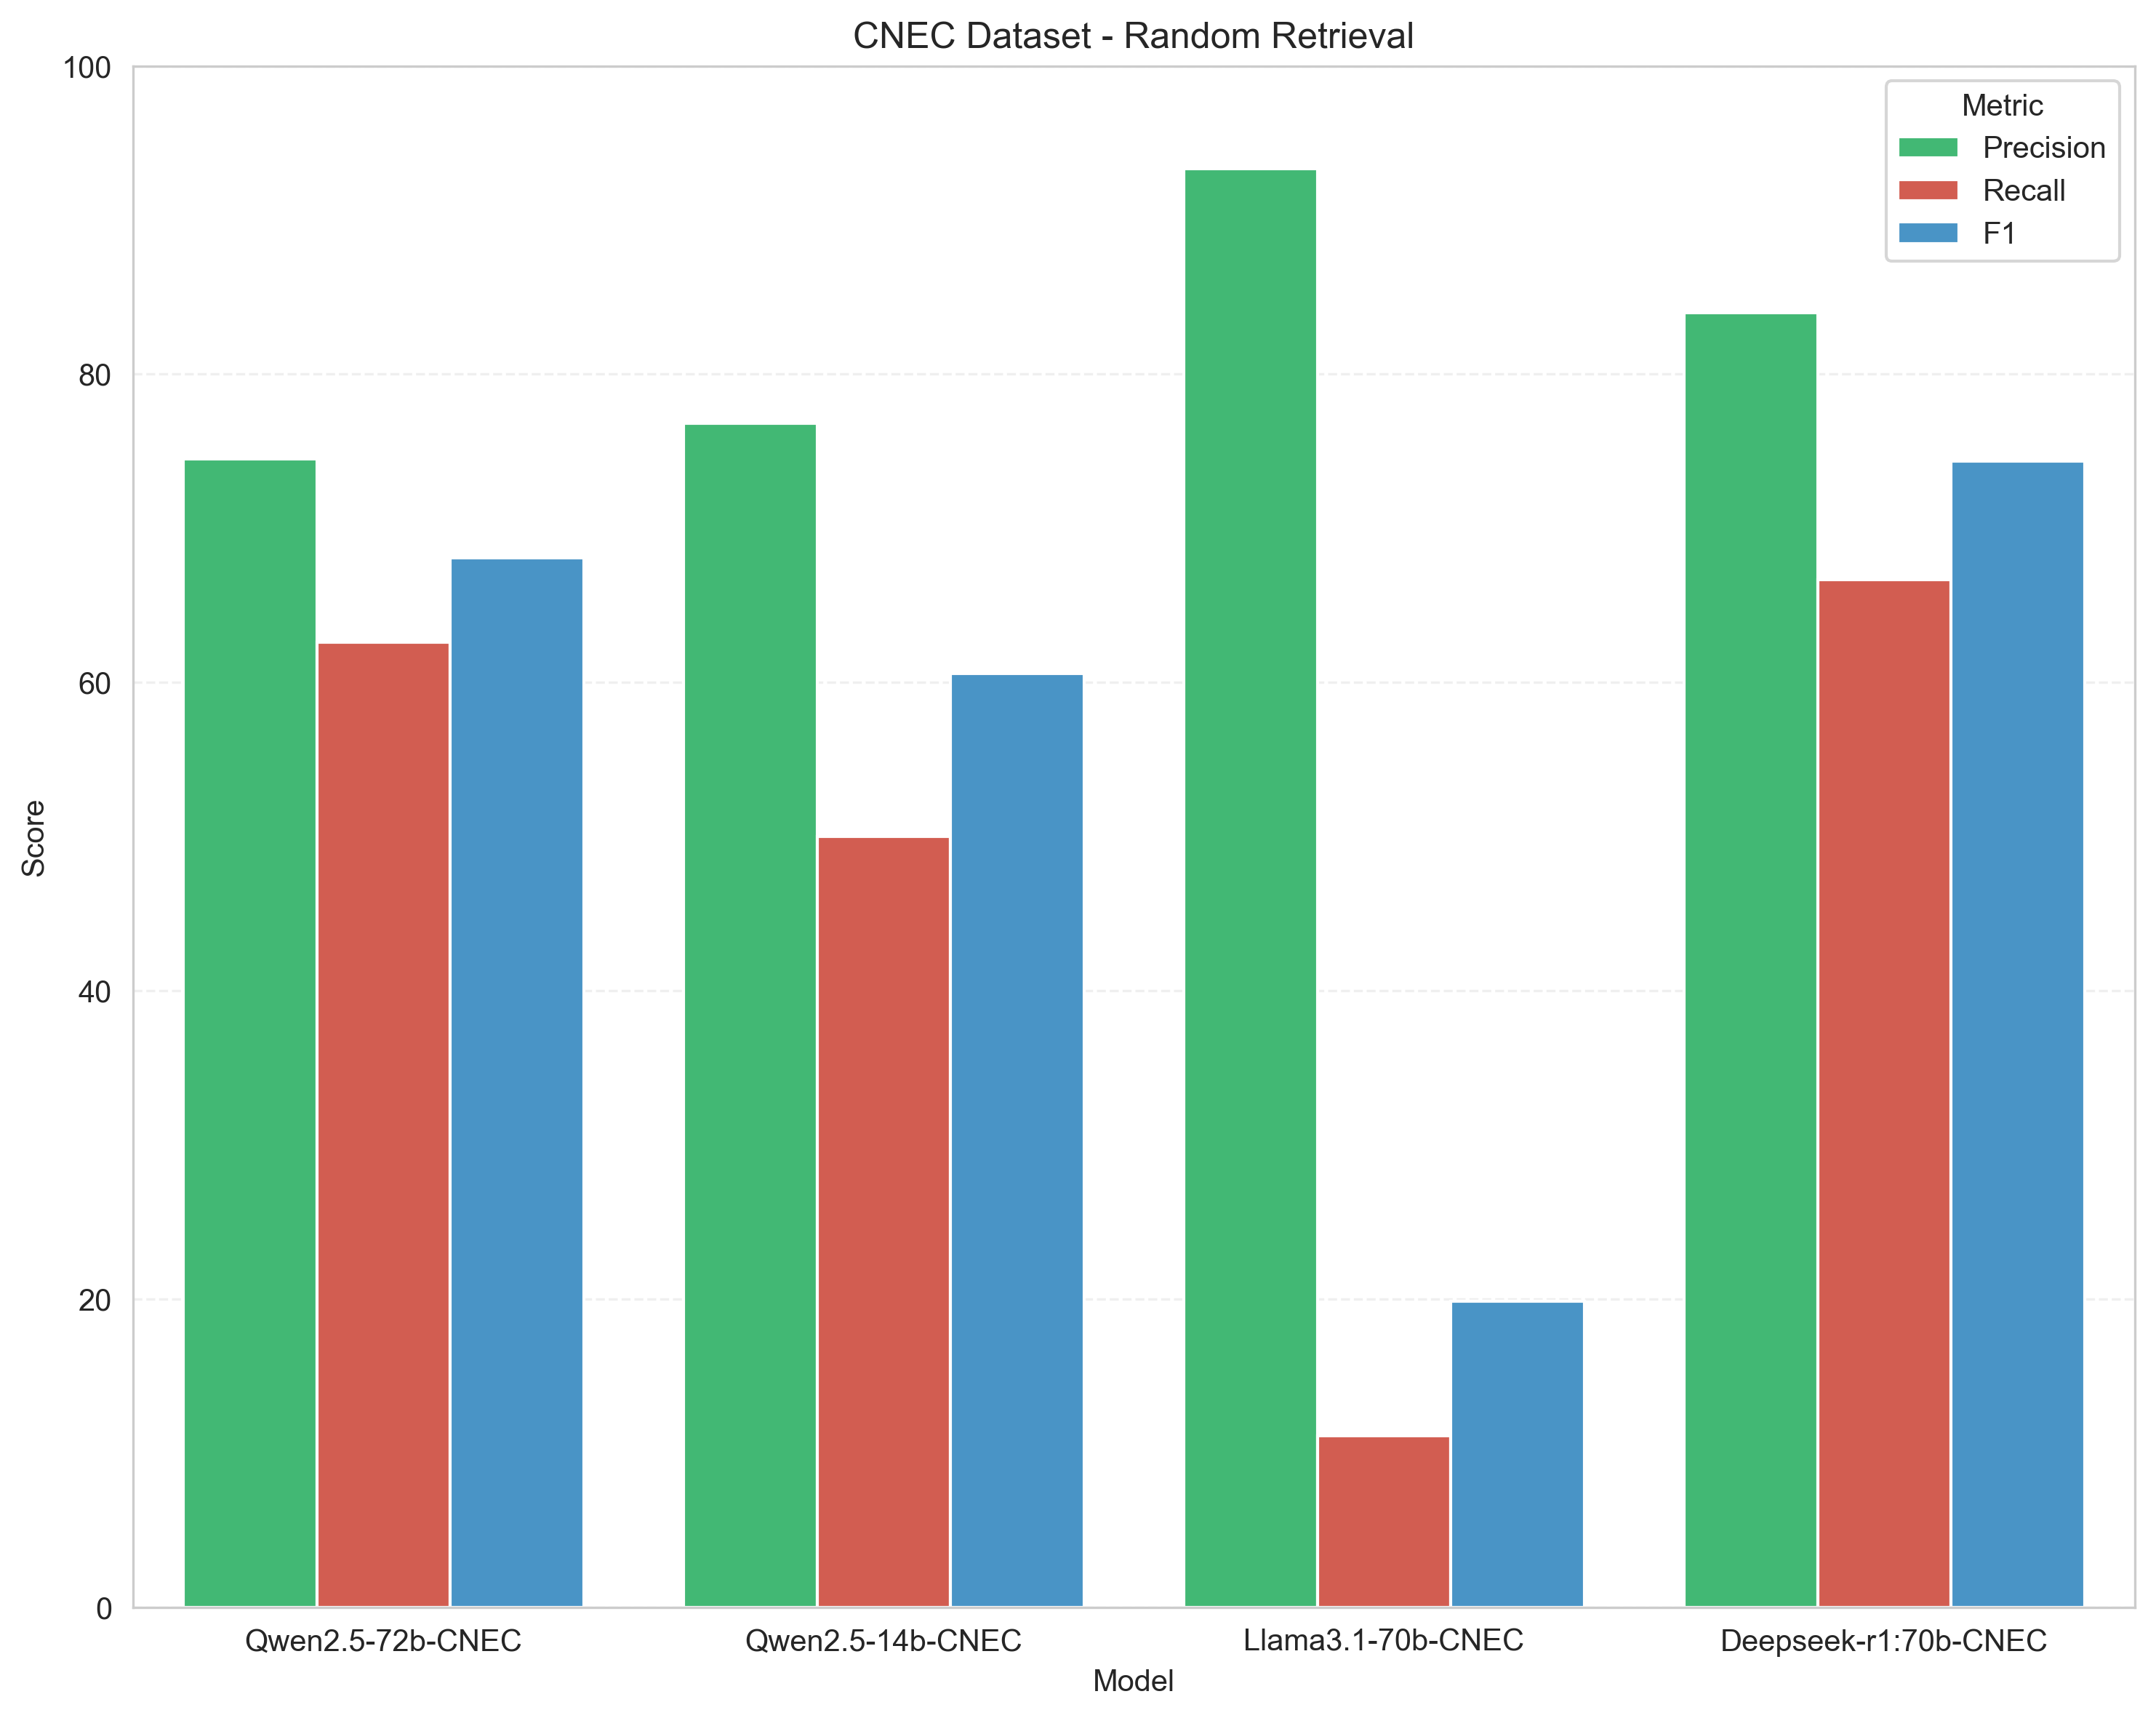 CNEC Dataset - Random Retrieval
100
80
60
40
20
0
Score
Metric
Precision
Recall
F1
Qwen2.5-72b-CNEC
Qwen2.5-14b-CNEC
Llama3.1-70b-CNEC
Deepseek-r1:70b-CNEC
Model